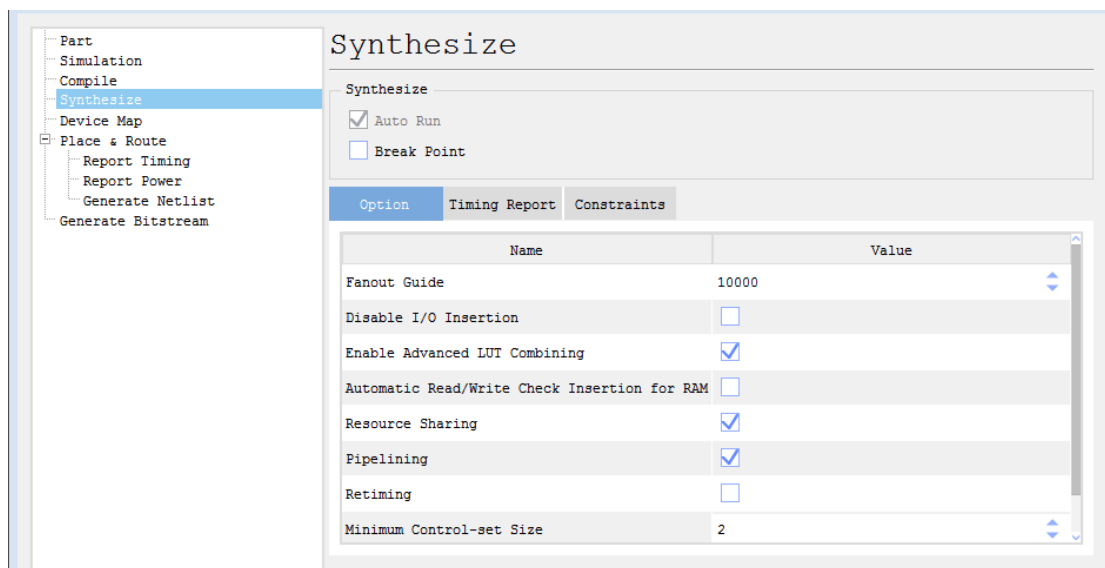 Part
Simulation
Compile
Synthesize
Device Map
Place & Route
Report Timing
Report Power
Generate Netlist
Generate Bitstream
Synthesize
Synthesize
Auto Run
Break Point
Option Timing Report Constraints
Name Value
Fanout Guide 10000
Disable I/O Insertion
Enable Advanced LUT Combining
Automatic Read/Write Check Insertion for RAM
Resource Sharing
Pipelining
Retiming
Minimum Control-set Size 2